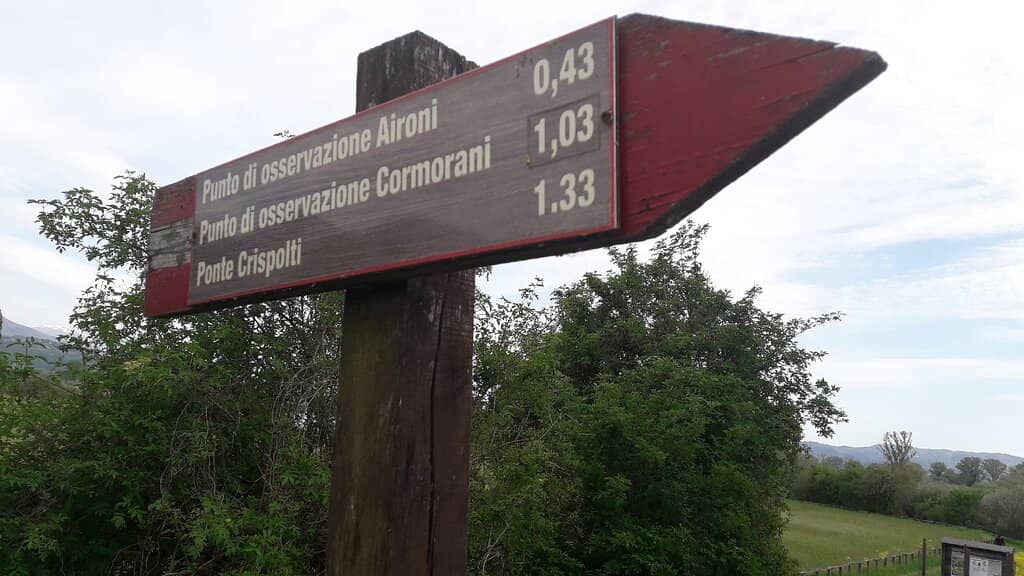 Punto di osservazione Aironi 0,43
Punto di osservazione Cormorani 1,03
Ponte Crispolti 1.33